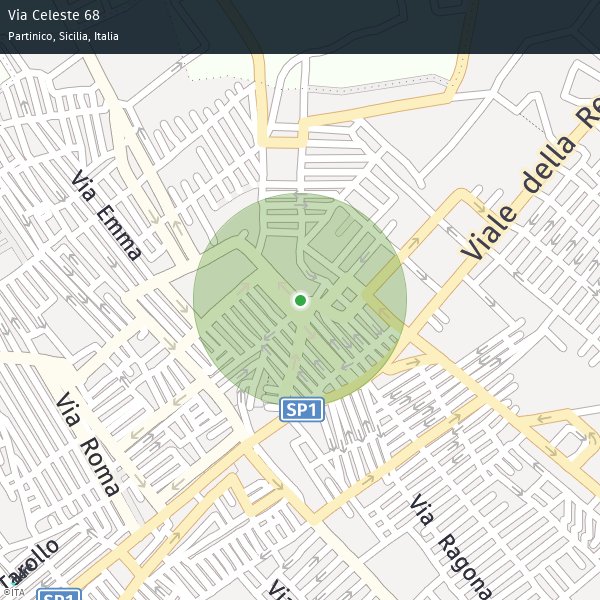 Via Celeste 68
Partinico, Sicilia, Italia
Viale della Re
Via Emma
SP1
Via Roma
Via Ragona
Tarollo
Via
SP1
©ITA